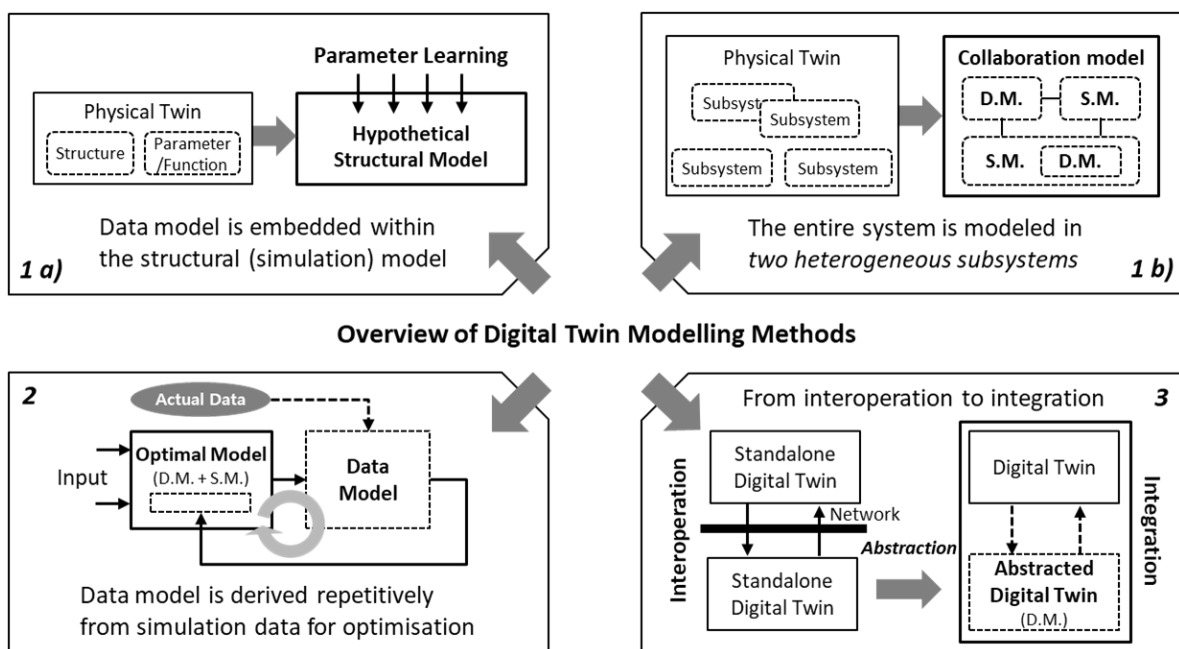 Parameter Learning
Physical Twin
Structure
Parameter
/Function
Hypothetical
Structural Model
Data model is embedded within
the structural (simulation) model
1 a)
Physical Twin
Subsystem
Subsystem
Subsystem
Collaboration model
D.M.
S.M.
S.M.
D.M.
The entire system is modeled in
two heterogeneous subsystems
1 b)
Overview of Digital Twin Modelling Methods
2
Actual Data
Input
Optimal Model
(D.M. + S.M.)
Data
Model
Data model is derived repetitively
from simulation data for optimisation
From interoperation to integration
3
Interoperation
Standalone
Digital Twin
Network
Standalone
Digital Twin
Abstraction
Digital Twin
Abstracted
Digital Twin
(D.M.)
Integration